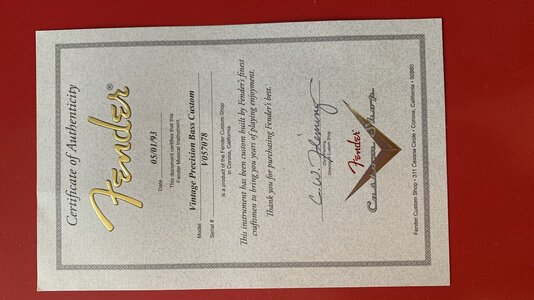 Certificate of Authenticity
Fender®
Date 05/01/93
This document certifies that this
Fender Musical Instrument,
Model Vintage Precision Bass Custom
Serial # V057078
is a product of the Fender Custom Shop
in Corona, California.
This instrument has been custom built by Fender's finest
craftsmen to bring you years of playing enjoyment.
Thank you for purchasing Fender's best.
C.W. Fleming
Fender
Custom Shop
Fender Custom Shop • 311 Cessna Circle • Corona, California •